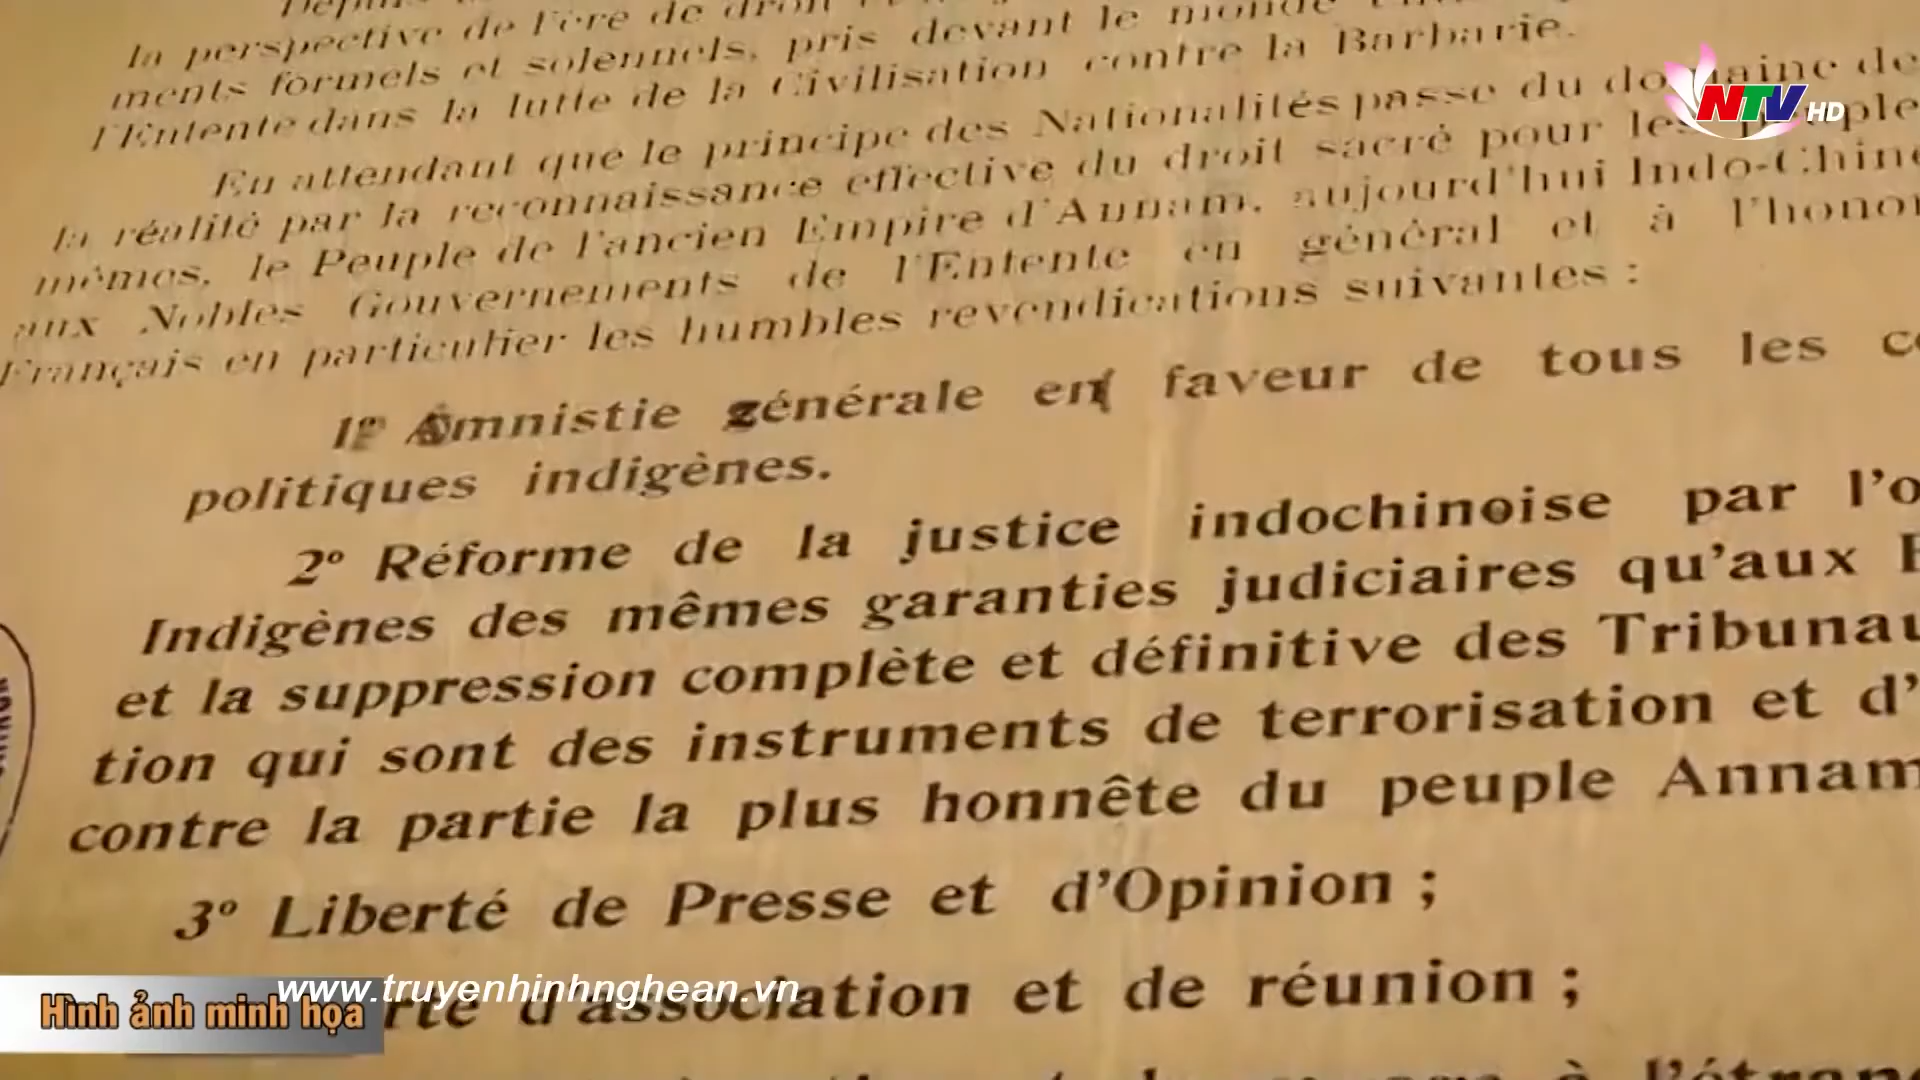 la perspective de l'ère de droit
ments formels et solennels, pris devant le monde
l'Entente dans la lutte de la Civilisation contre la Barbarie.
En attendant que le principe des Nationalités passe du domaine de
la réalité par la reconnaissance effective du droit sacré pour les
mêmes, le Peuple de l'ancien Empire d'Annam, aujourd'hui Indo-Chine
aux Nobles Gouvernements de l'Entente en général et à l'honor
Français en particulier les humbles revendications suivantes :
1º Amnistie générale en faveur de tous les
politiques indigènes.
2º Réforme de la justice indochinoise par l'o
Indigènes des mêmes garanties judiciaires qu'aux E
et la suppression complète et définitive des Tribunau
tion qui sont des instruments de terrorisation et d'
contre la partie la plus honnête du peuple Annam
3º Liberté de Presse et d'Opinion ;
rté d'association et de réunion ;
NTV HD
www.truyenhinhnghean.vn
Hình ảnh minh họa